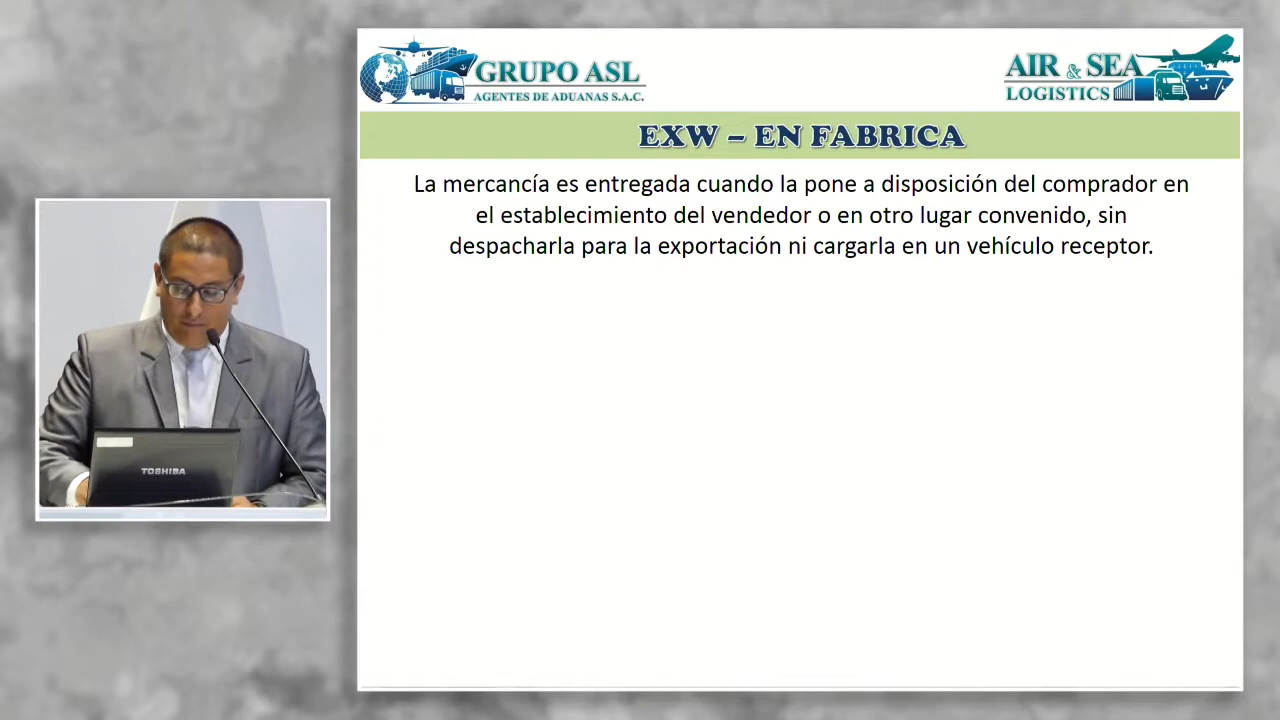 GRUPO ASL
AGENTES DE ADUANAS S.A.C.
AIR & SEA
LOGISTICS
EXW – EN FABRICA
La mercancía es entregada cuando la pone a disposición del comprador en
el establecimiento del vendedor o en otro lugar convenido, sin
despacharla para la exportación ni cargarla en un vehículo receptor.
TOSHIBA